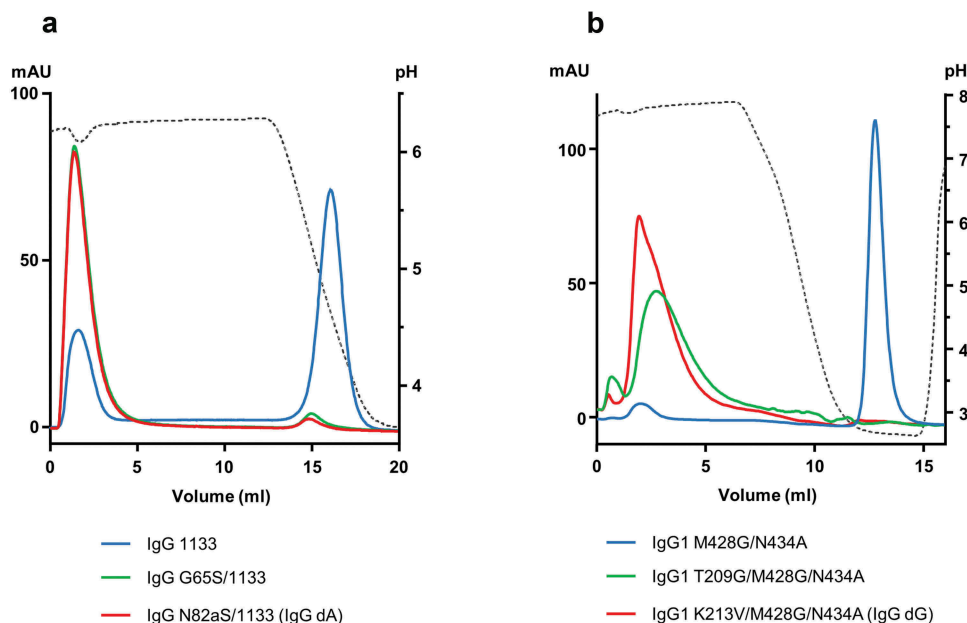 a
mAU
pH
100
50
0
6
5
4
0
5
10
15
20
Volume (ml)
IgG 1133
IgG G65S/1133
IgG N82aS/1133 (IgG dA)
b
mAU
pH
100
50
0
8
7
6
5
4
3
0
5
10
15
Volume (ml)
IgG1 M428G/N434A
IgG1 T209G/M428G/N434A
IgG1 K213V/M428G/N434A (IgG dG)